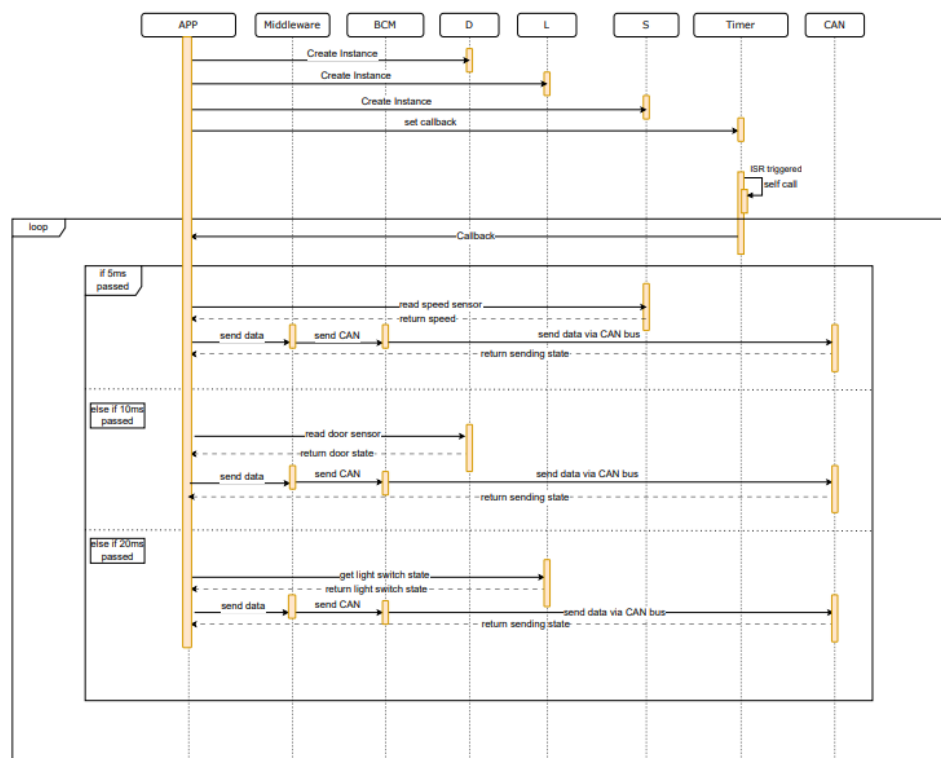 APP Middleware BCM D L S Timer CAN
Create Instance
Create Instance
Create Instance
set callback
ISR triggered
self call
loop
Callback
if 5ms
passed
read speed sensor
return speed
send data send CAN send data via CAN bus
return sending state
else if 10ms
passed
read door sensor
return door state
send data send CAN send data via CAN bus
return sending state
else if 20ms
passed
get light switch state
return light switch state
send data send CAN send data via CAN bus
return sending state